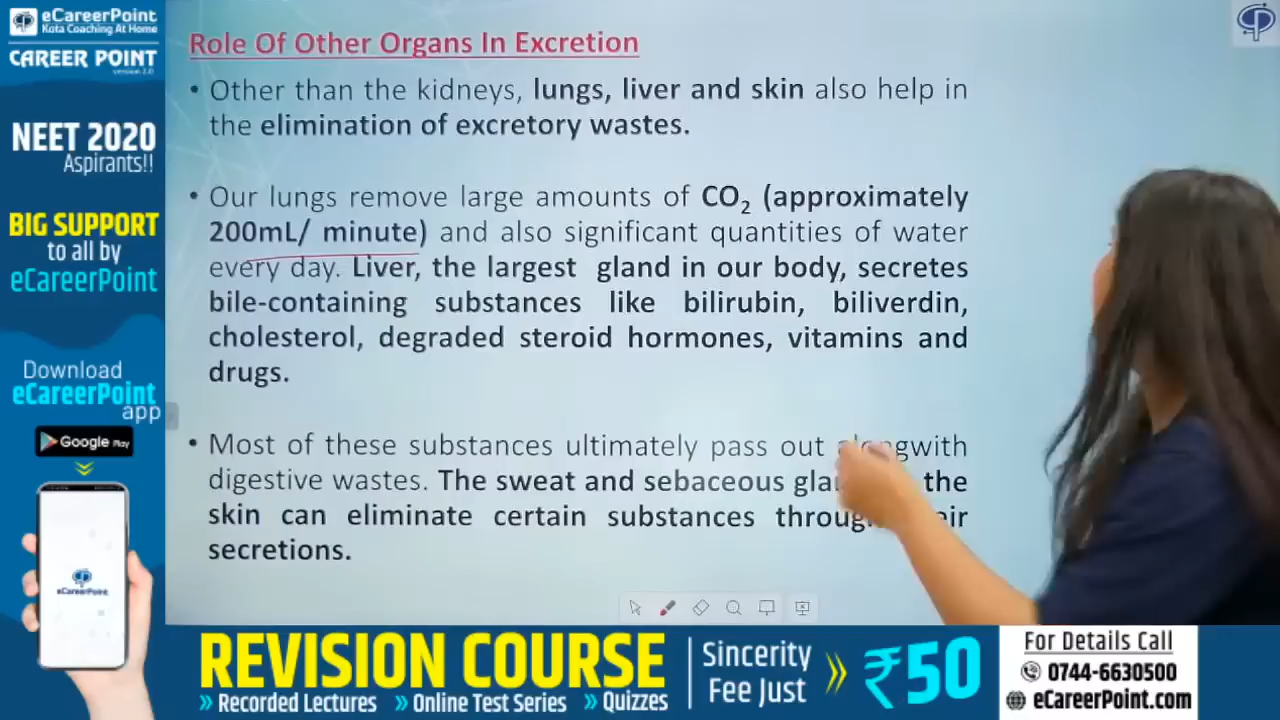 eCareerPoint
Kota Coaching At Home
CAREER POINT
version 2.0
NEET 2020
Aspirants!!
BIG SUPPORT
to all by
eCareerPoint
Download
eCareerPoint
app
Google Play
eCareerPoint
Role Of Other Organs In Excretion
• Other than the kidneys, lungs, liver and skin also help in
the elimination of excretory wastes.
• Our lungs remove large amounts of CO₂ (approximately
200mL/ minute) and also significant quantities of water
every day. Liver, the largest gland in our body, secretes
bile-containing substances like bilirubin, biliverdin,
cholesterol, degraded steroid hormones, vitamins and
drugs.
• Most of these substances ultimately pass out alongwith
digestive wastes. The sweat and sebaceous the
skin can eliminate certain substances
secretions.
REVISION COURSE
» Recorded Lectures » Online Test Series » Quizzes
Sincerity
Fee Just
» ₹50
For Details Call
0744-6630500
eCareerPoint.com